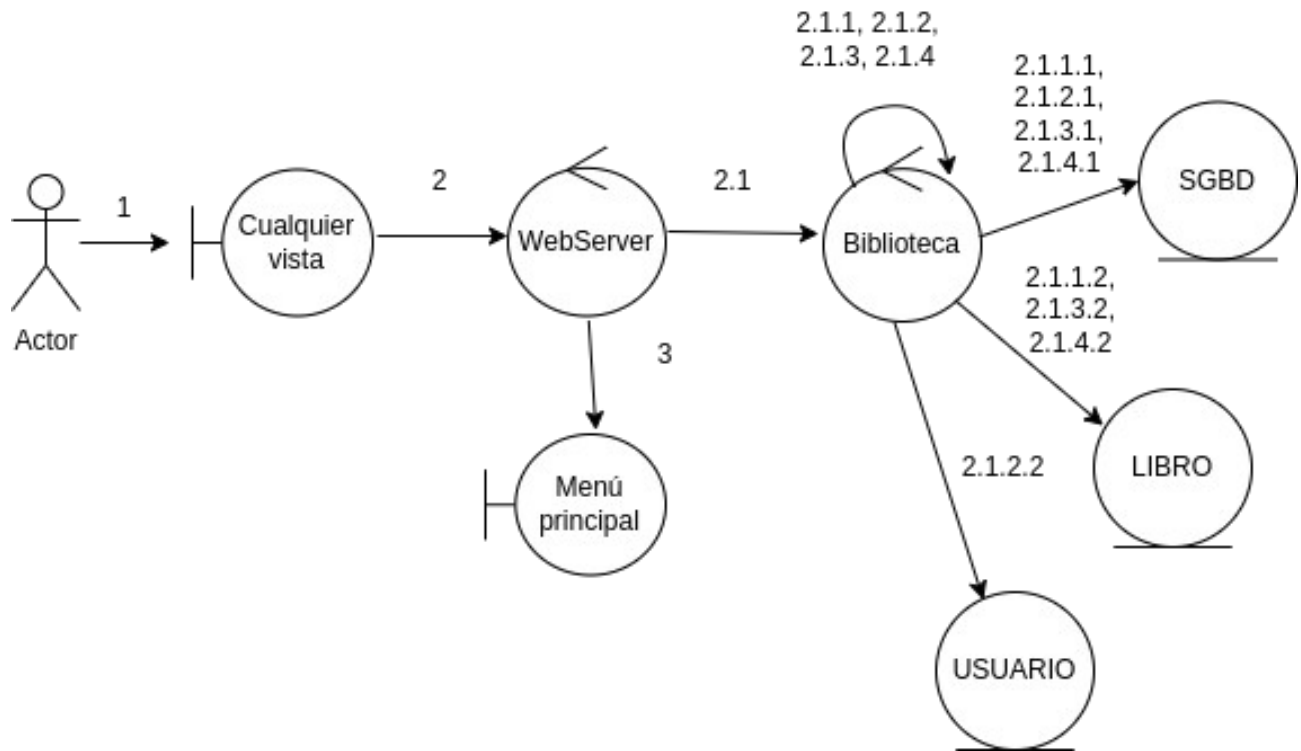 2.1.1, 2.1.2,
2.1.3, 2.1.4
2.1.1.1,
2.1.2.1,
2.1.3.1,
2.1.4.1
1
2
2.1
SGBD
Cualquier
vista
WebServer
Biblioteca
Actor
2.1.1.2,
2.1.3.2,
2.1.4.2
3
2.1.2.2
LIBRO
Menú
principal
USUARIO